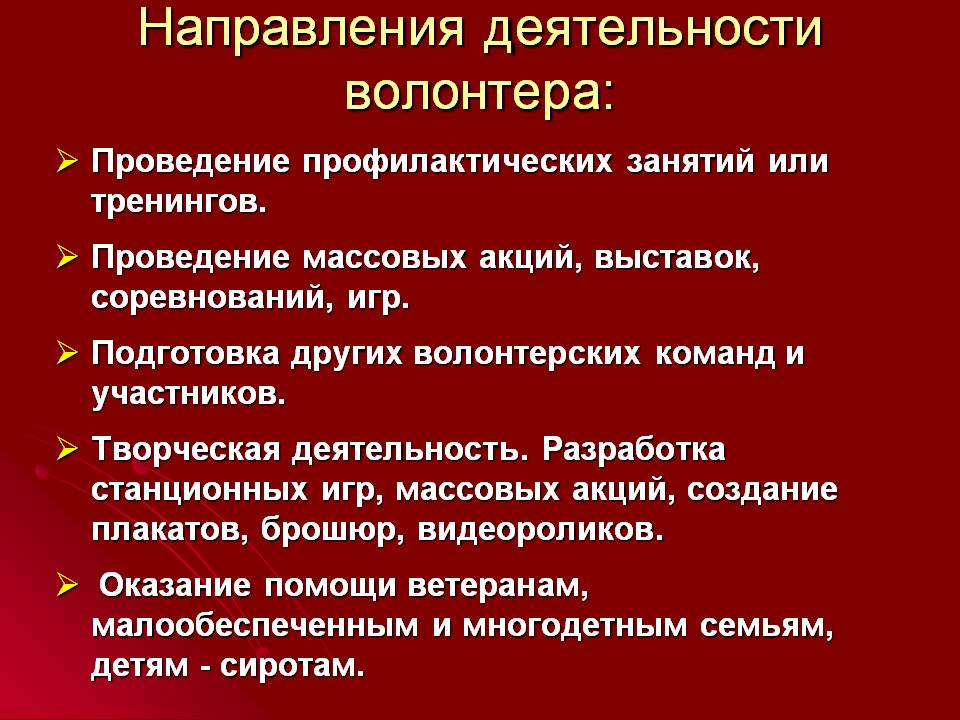 Направления деятельности
волонтера:
Проведение профилактических занятий или
тренингов.
Проведение массовых акций, выставок,
соревнований, игр.
Подготовка других волонтерских команд и
участников.
Творческая деятельность. Разработка
станционных игр, массовых акций, создание
плакатов, брошюр, видеороликов.
Оказание помощи ветеранам,
малообеспеченным и многодетным семьям,
детям - сиротам.